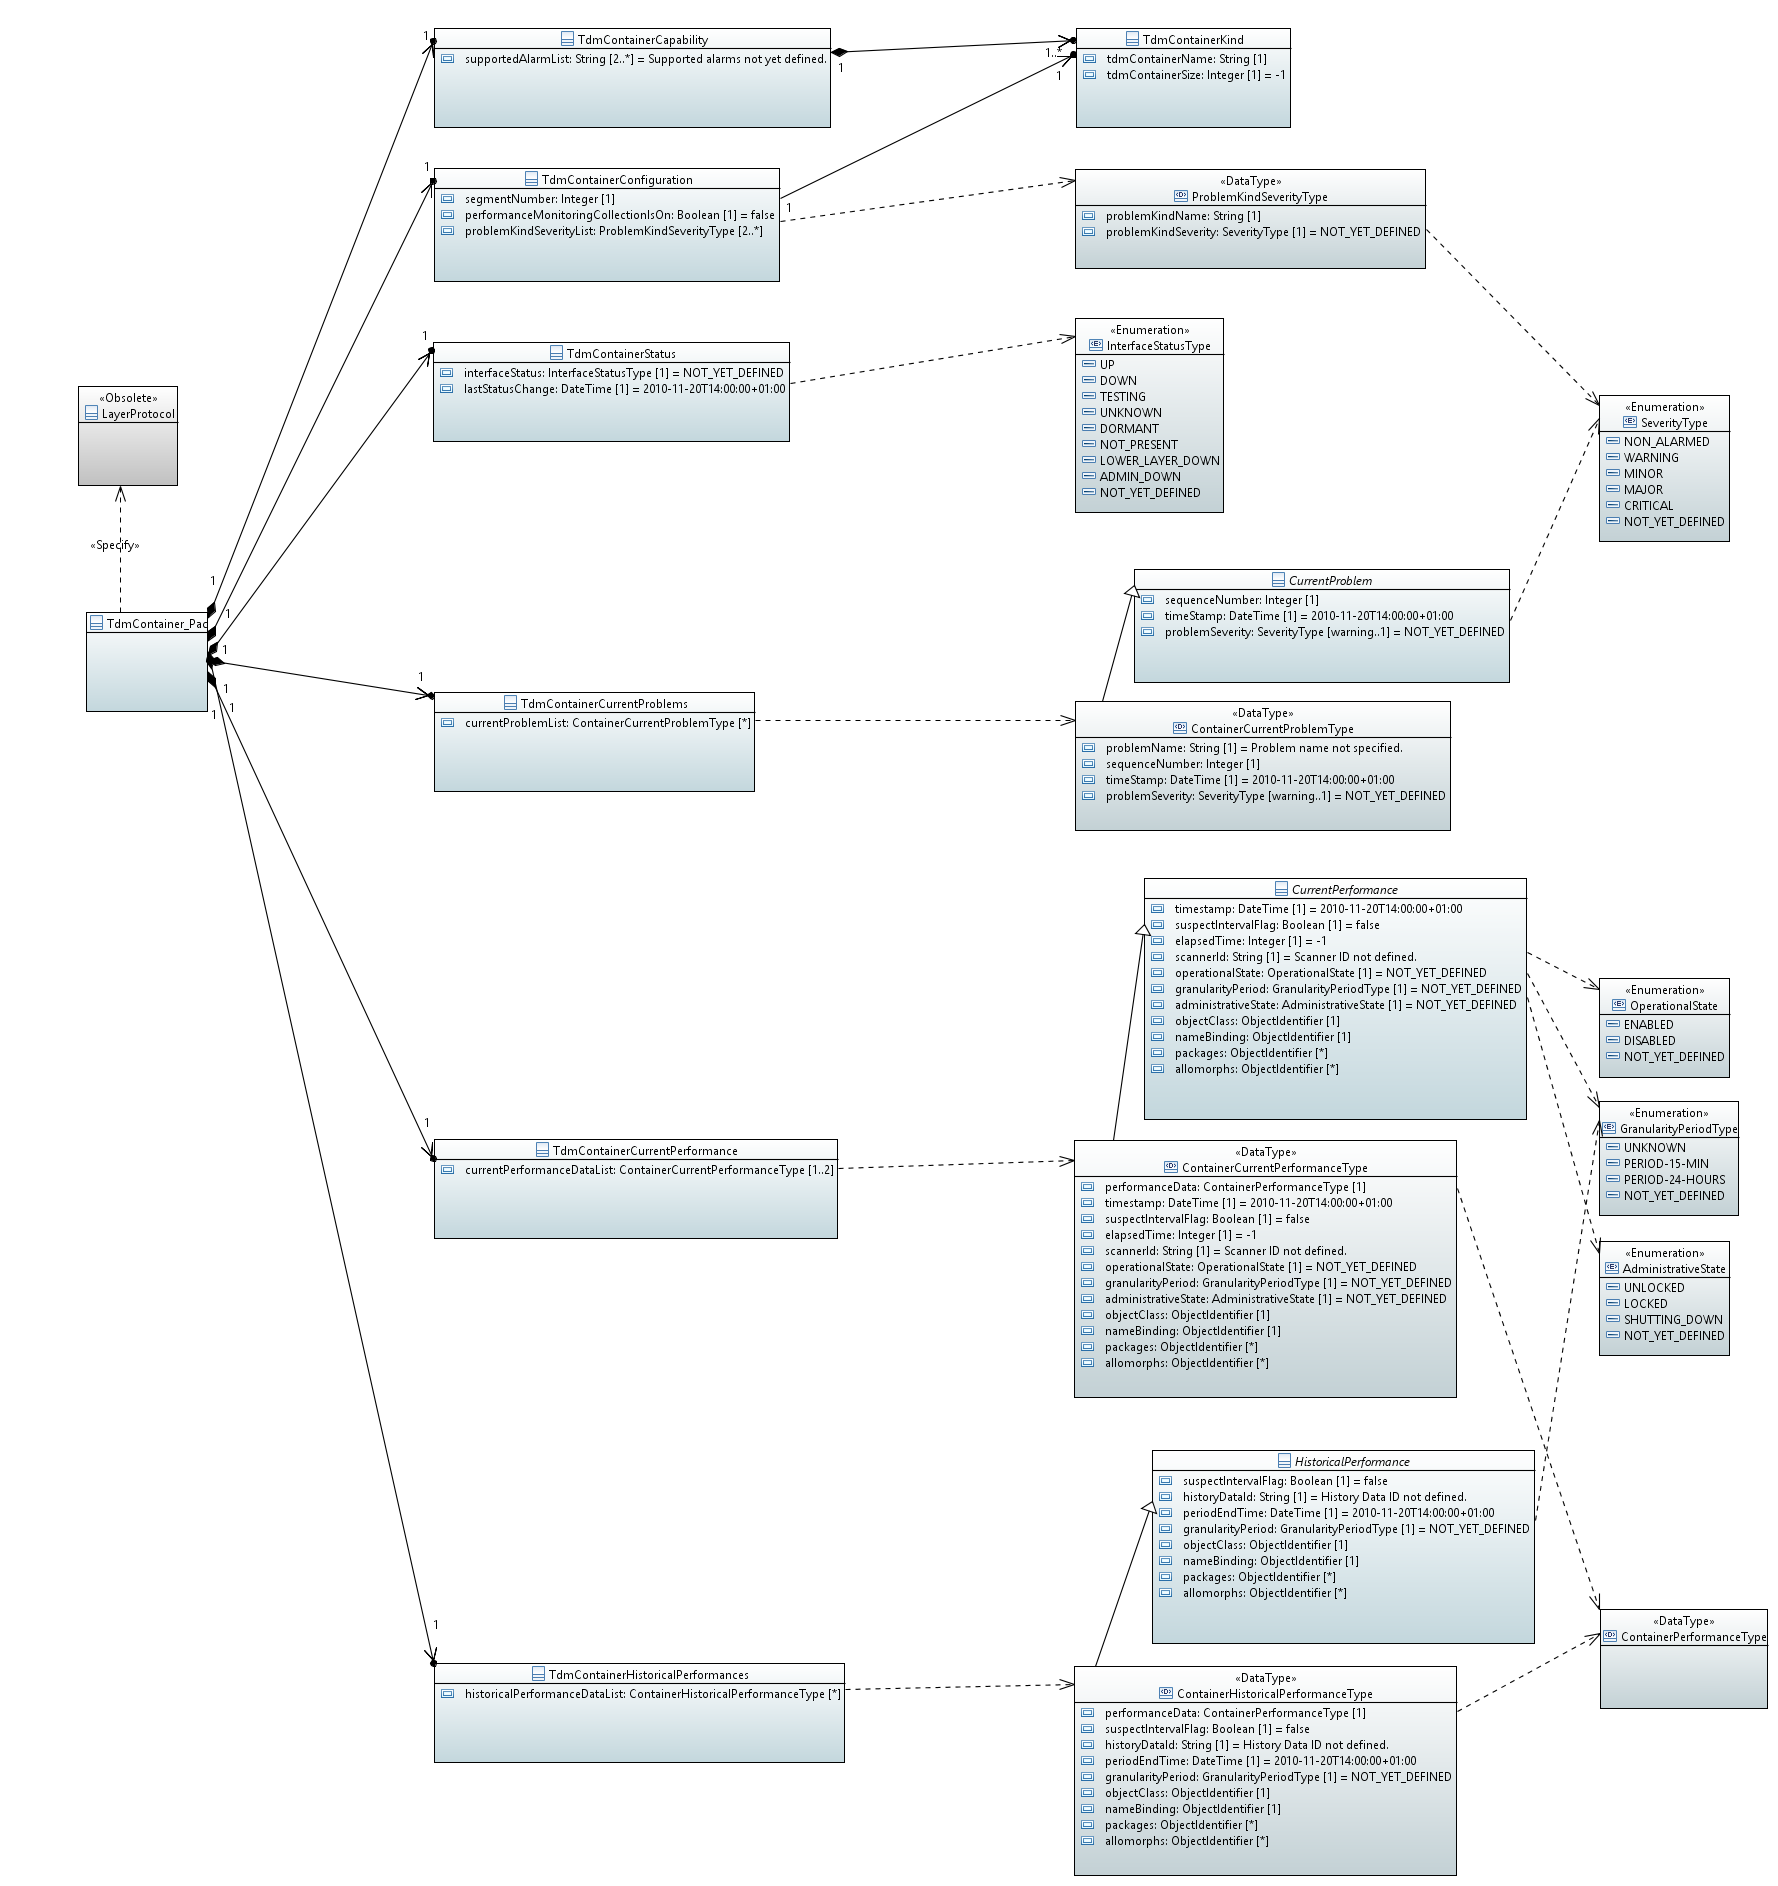 1
TdmContainerCapability
supportedAlarmList: String [2..*] = Supported alarms not yet defined.
1
1..*
1
TdmContainerKind
tdmContainerName: String [1]
tdmContainerSize: Integer [1] = -1
1
TdmContainerConfiguration
segmentNumber: Integer [1]
performanceMonitoringCollectionIsOn: Boolean [1] = false
problemKindSeverityList: ProblemKindSeverityType [2..*]
1
«DataType»
ProblemKindSeverityType
problemKindName: String [1]
problemKindSeverity: SeverityType [1] = NOT_YET_DEFINED
1
TdmContainerStatus
interfaceStatus: InterfaceStatusType [1] = NOT_YET_DEFINED
lastStatusChange: DateTime [1] = 2010-11-20T14:00:00+01:00
«Enumeration»
InterfaceStatusType
UP
DOWN
TESTING
UNKNOWN
DORMANT
NOT_PRESENT
LOWER_LAYER_DOWN
ADMIN_DOWN
NOT_YET_DEFINED
«Enumeration»
SeverityType
NON_ALARMED
WARNING
MINOR
MAJOR
CRITICAL
NOT_YET_DEFINED
«Obsolete»
LayerProtocol
«Specify»
TdmContainer_Pac
1
1
1
1
1
1
CurrentProblem
sequenceNumber: Integer [1]
timeStamp: DateTime [1] = 2010-11-20T14:00:00+01:00
problemSeverity: SeverityType [warning..1] = NOT_YET_DEFINED
1
TdmContainerCurrentProblems
currentProblemList: ContainerCurrentProblemType [*]
«DataType»
ContainerCurrentProblemType
problemName: String [1] = Problem name not specified.
sequenceNumber: Integer [1]
timeStamp: DateTime [1] = 2010-11-20T14:00:00+01:00
problemSeverity: SeverityType [warning..1] = NOT_YET_DEFINED
CurrentPerformance
timestamp: DateTime [1] = 2010-11-20T14:00:00+01:00
suspectIntervalFlag: Boolean [1] = false
elapsedTime: Integer [1] = -1
scannerId: String [1] = Scanner ID not defined.
operationalState: OperationalState [1] = NOT_YET_DEFINED
granularityPeriod: GranularityPeriodType [1] = NOT_YET_DEFINED
administrativeState: AdministrativeState [1] = NOT_YET_DEFINED
objectClass: ObjectIdentifier [1]
nameBinding: ObjectIdentifier [1]
packages: ObjectIdentifier [*]
allomorphs: ObjectIdentifier [*]
«Enumeration»
OperationalState
ENABLED
DISABLED
NOT_YET_DEFINED
«Enumeration»
GranularityPeriodType
UNKNOWN
PERIOD-15-MIN
PERIOD-24-HOURS
NOT_YET_DEFINED
«Enumeration»
AdministrativeState
UNLOCKED
LOCKED
SHUTTING_DOWN
NOT_YET_DEFINED
1
TdmContainerCurrentPerformance
currentPerformanceDataList: ContainerCurrentPerformanceType [1..2]
«DataType»
ContainerCurrentPerformanceType
performanceData: ContainerPerformanceType [1]
timestamp: DateTime [1] = 2010-11-20T14:00:00+01:00
suspectIntervalFlag: Boolean [1] = false
elapsedTime: Integer [1] = -1
scannerId: String [1] = Scanner ID not defined.
operationalState: OperationalState [1] = NOT_YET_DEFINED
granularityPeriod: GranularityPeriodType [1] = NOT_YET_DEFINED
administrativeState: AdministrativeState [1] = NOT_YET_DEFINED
objectClass: ObjectIdentifier [1]
nameBinding: ObjectIdentifier [1]
packages: ObjectIdentifier [*]
allomorphs: ObjectIdentifier [*]
HistoricalPerformance
suspectIntervalFlag: Boolean [1] = false
historyDataId: String [1] = History Data ID not defined.
periodEndTime: DateTime [1] = 2010-11-20T14:00:00+01:00
granularityPeriod: GranularityPeriodType [1] = NOT_YET_DEFINED
objectClass: ObjectIdentifier [1]
nameBinding: ObjectIdentifier [1]
packages: ObjectIdentifier [*]
allomorphs: ObjectIdentifier [*]
«DataType»
ContainerPerformanceType
1
TdmContainerHistoricalPerformances
historicalPerformanceDataList: ContainerHistoricalPerformanceType [*]
«DataType»
ContainerHistoricalPerformanceType
performanceData: ContainerPerformanceType [1]
suspectIntervalFlag: Boolean [1] = false
historyDataId: String [1] = History Data ID not defined.
periodEndTime: DateTime [1] = 2010-11-20T14:00:00+01:00
granularityPeriod: GranularityPeriodType [1] = NOT_YET_DEFINED
objectClass: ObjectIdentifier [1]
nameBinding: ObjectIdentifier [1]
packages: ObjectIdentifier [*]
allomorphs: ObjectIdentifier [*]